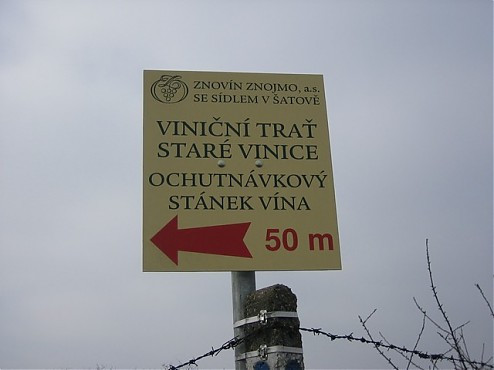 ZNOVÍN ZNOJMO, a.s.
SE SÍDLEM V ŠATOVĚ
VINIČNÍ TRAŤ
STARÉ VINICE
OCHUTNÁVKOVÝ
STÁNEK VÍNA
50 m